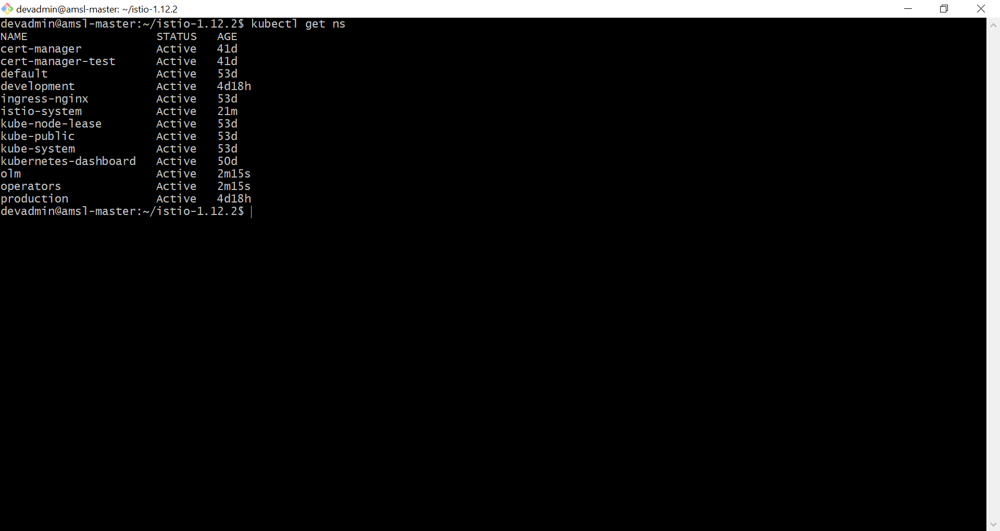 devadmin@amsl-master: ~/istio-1.12.2
devadmin@amsl-master:~/istio-1.12.2$ kubectl get ns
NAME                   STATUS   AGE
cert-manager           Active   41d
cert-manager-test      Active   41d
default                Active   53d
development            Active   4d18h
ingress-nginx          Active   53d
istio-system           Active   21m
kube-node-lease        Active   53d
kube-public            Active   53d
kube-system            Active   53d
kubernetes-dashboard   Active   50d
olm                    Active   2m15s
operators              Active   2m15s
production             Active   4d18h
devadmin@amsl-master:~/istio-1.12.2$